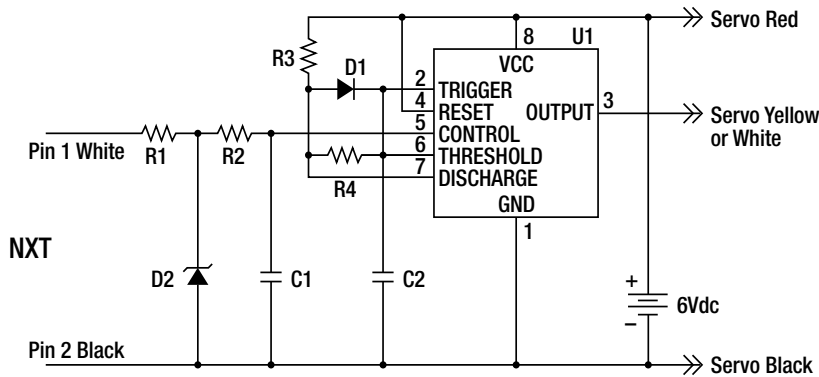 Servo Red
8
U1
R3
D1
VCC
2
TRIGGER
4
RESET
OUTPUT
3
Servo Yellow
or White
5
CONTROL
Pin 1 White
R1
R2
6
THRESHOLD
7
DISCHARGE
R4
GND
1
NXT
D2
C1
C2
+
6Vdc
–
Pin 2 Black
Servo Black